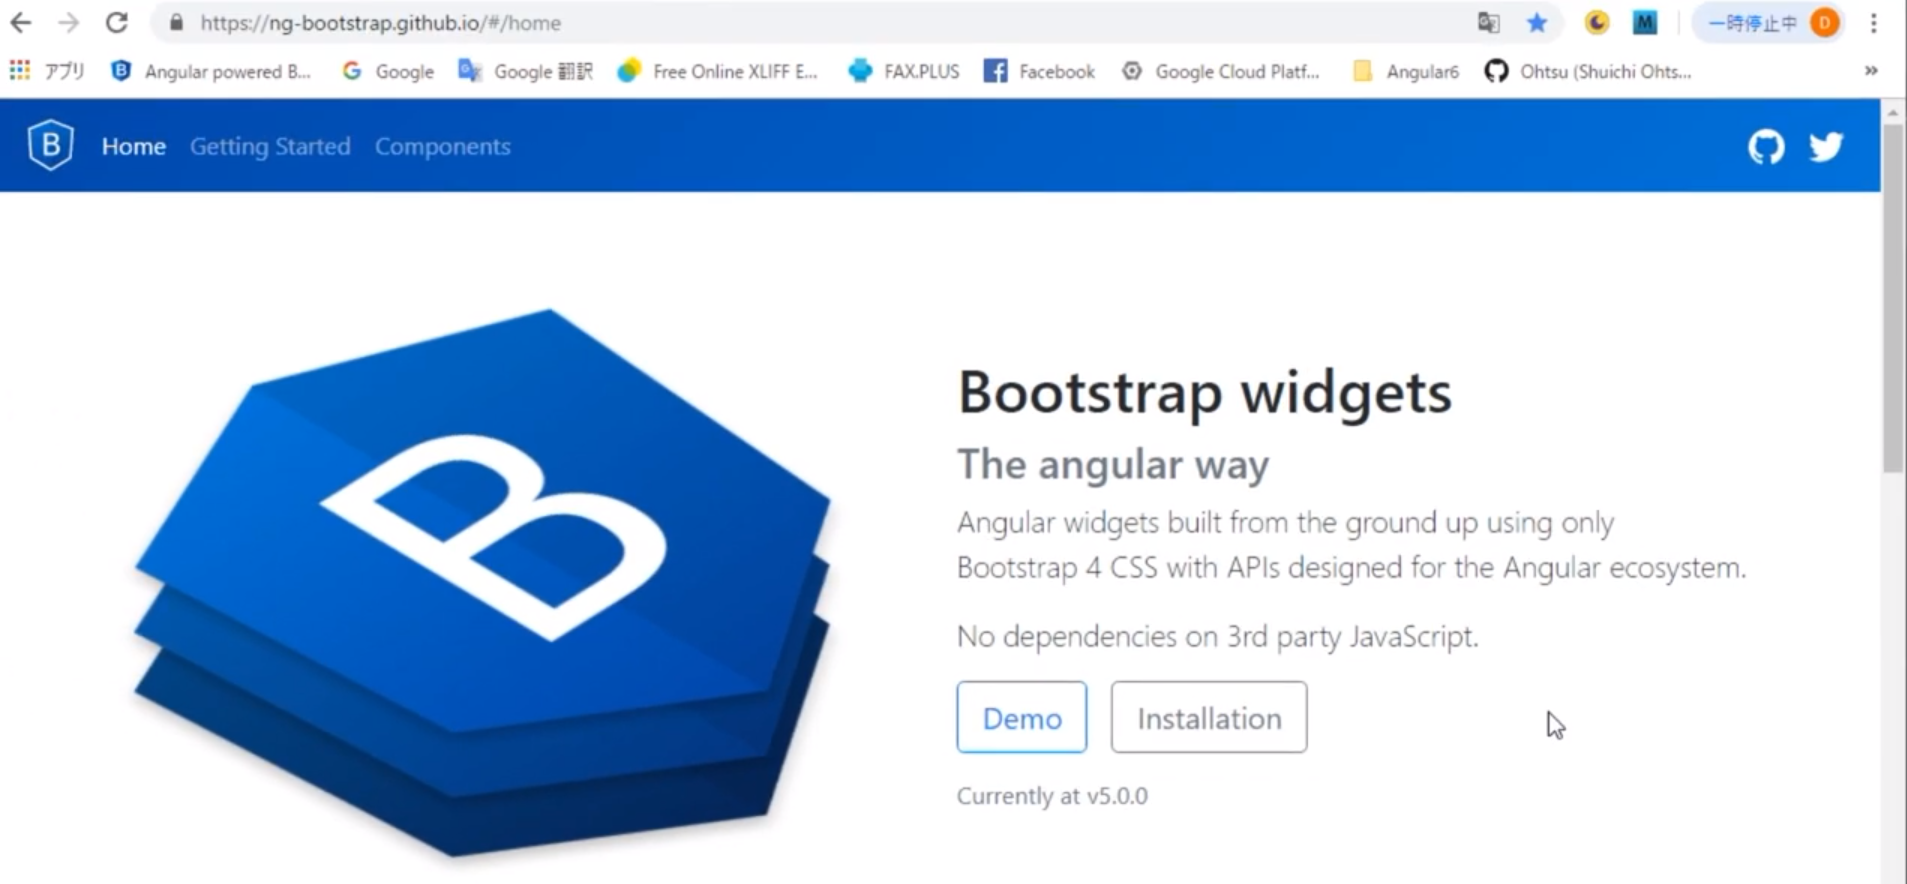 https://ng-bootstrap.github.io/#/home
一時停止中 D
アプリ Angular powered B... Google Google 翻訳 Free Online XLIFF E... FAX.PLUS Facebook Google Cloud Platf... Angular6 Ohtsu (Shuichi Ohts... »
B Home Getting Started Components
B
Bootstrap widgets
The angular way
Angular widgets built from the ground up using only
Bootstrap 4 CSS with APIs designed for the Angular ecosystem.
No dependencies on 3rd party JavaScript.
Demo Installation
Currently at v5.0.0